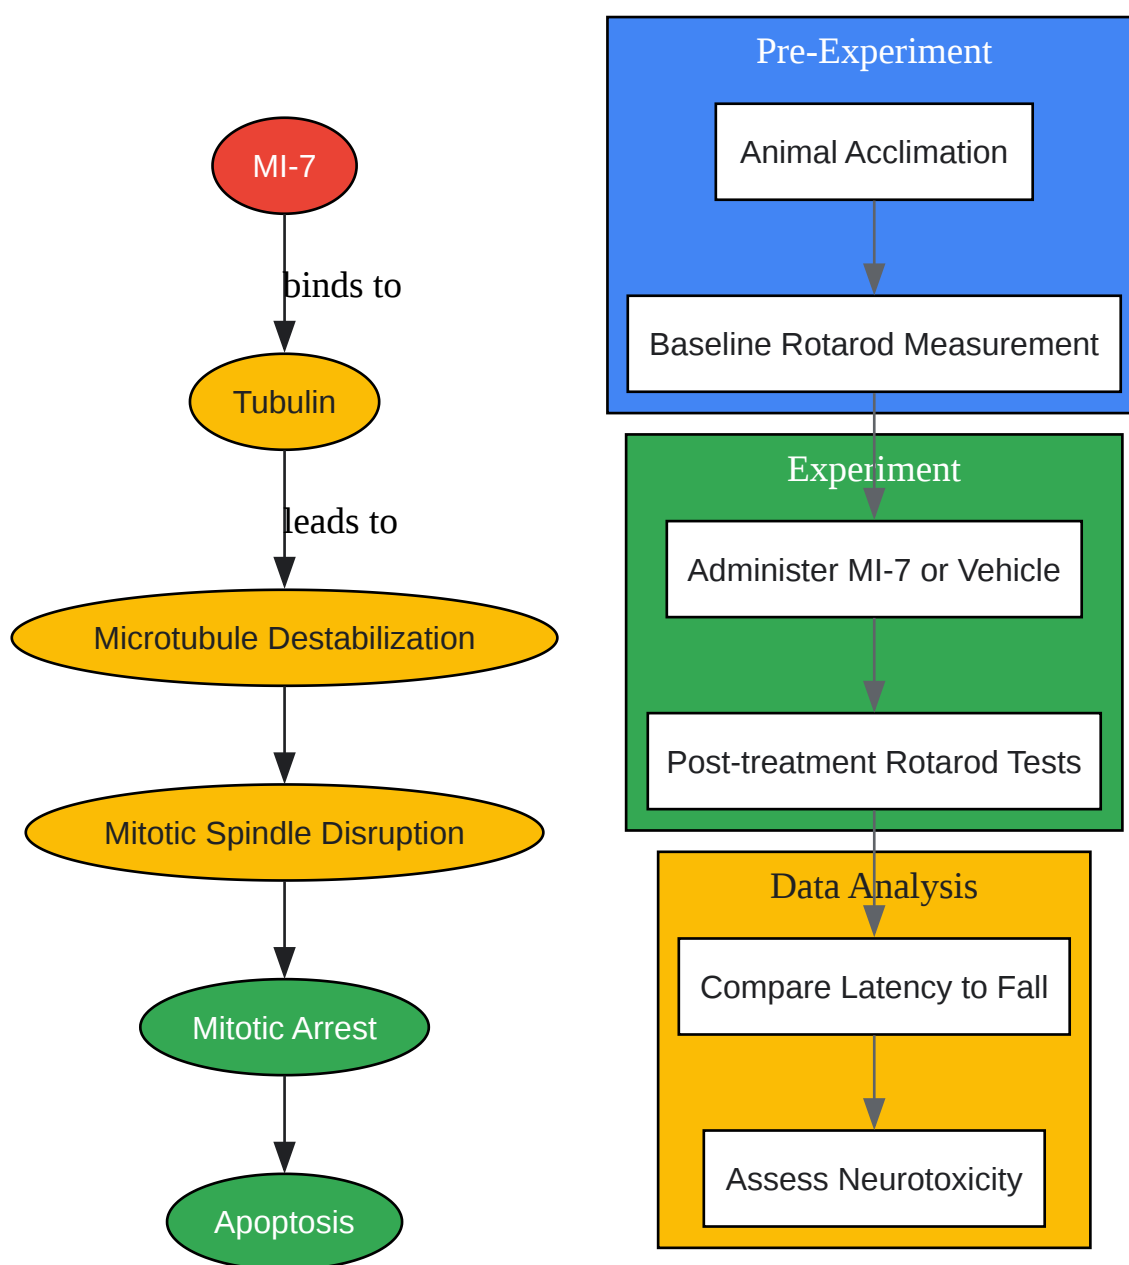 MI-7
binds to
Tubulin
leads to
Microtubule Destabilization
Mitotic Spindle Disruption
Mitotic Arrest
Apoptosis
Pre-Experiment
Animal Acclimation
Baseline Rotarod Measurement
Experiment
Administer MI-7 or Vehicle
Post-treatment Rotarod Tests
Data Analysis
Compare Latency to Fall
Assess Neurotoxicity